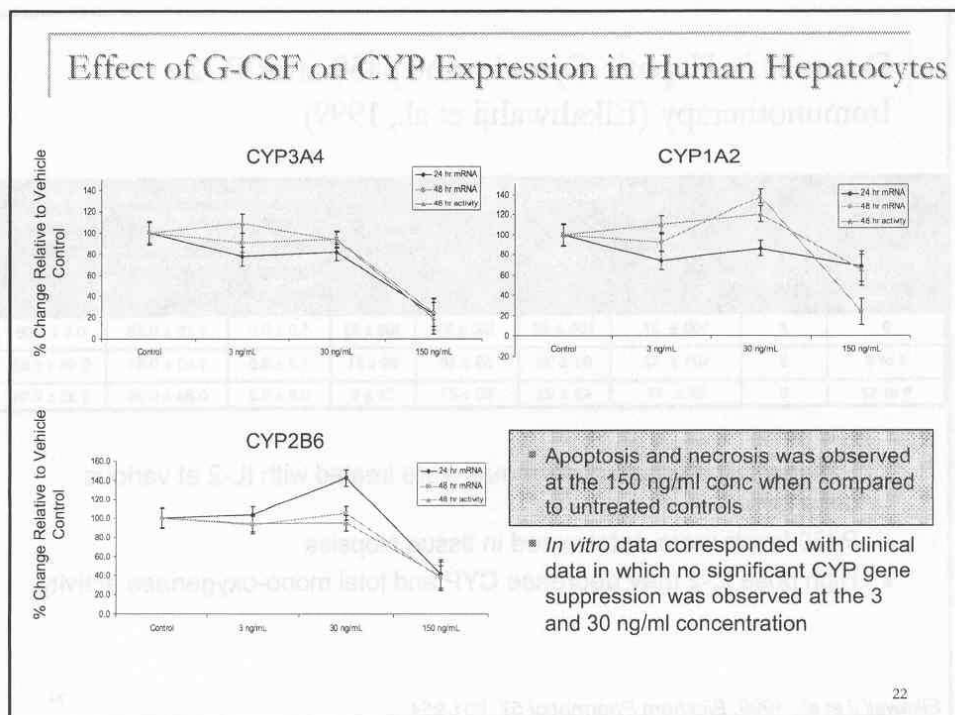 Effect of G-CSF on CYP Expression in Human Hepatocytes
CYP3A4
% Change Relative to Vehicle
Control
140
120
100
80
60
40
20
0
Control
3 ng/mL
30 ng/mL
150 ng/mL
24 hr mRNA
48 hr mRNA
48 hr activity
CYP1A2
140
120
100
80
60
40
20
0
-20
Control
3 ng/mL
30 ng/mL
150 ng/mL
24 hr mRNA
48 hr mRNA
48 hr activity
CYP2B6
% Change Relative to Vehicle
Control
160.0
140.0
120.0
100.0
80.0
60.0
40.0
20.0
0.0
Control
3 ng/mL
30 ng/mL
150 ng/mL
24 hr mRNA
48 hr mRNA
48 hr activity
Apoptosis and necrosis was observed
at the 150 ng/ml conc when compared
to untreated controls
In vitro data corresponded with clinical
data in which no significant CYP gene
suppression was observed at the 3
and 30 ng/ml concentration
22